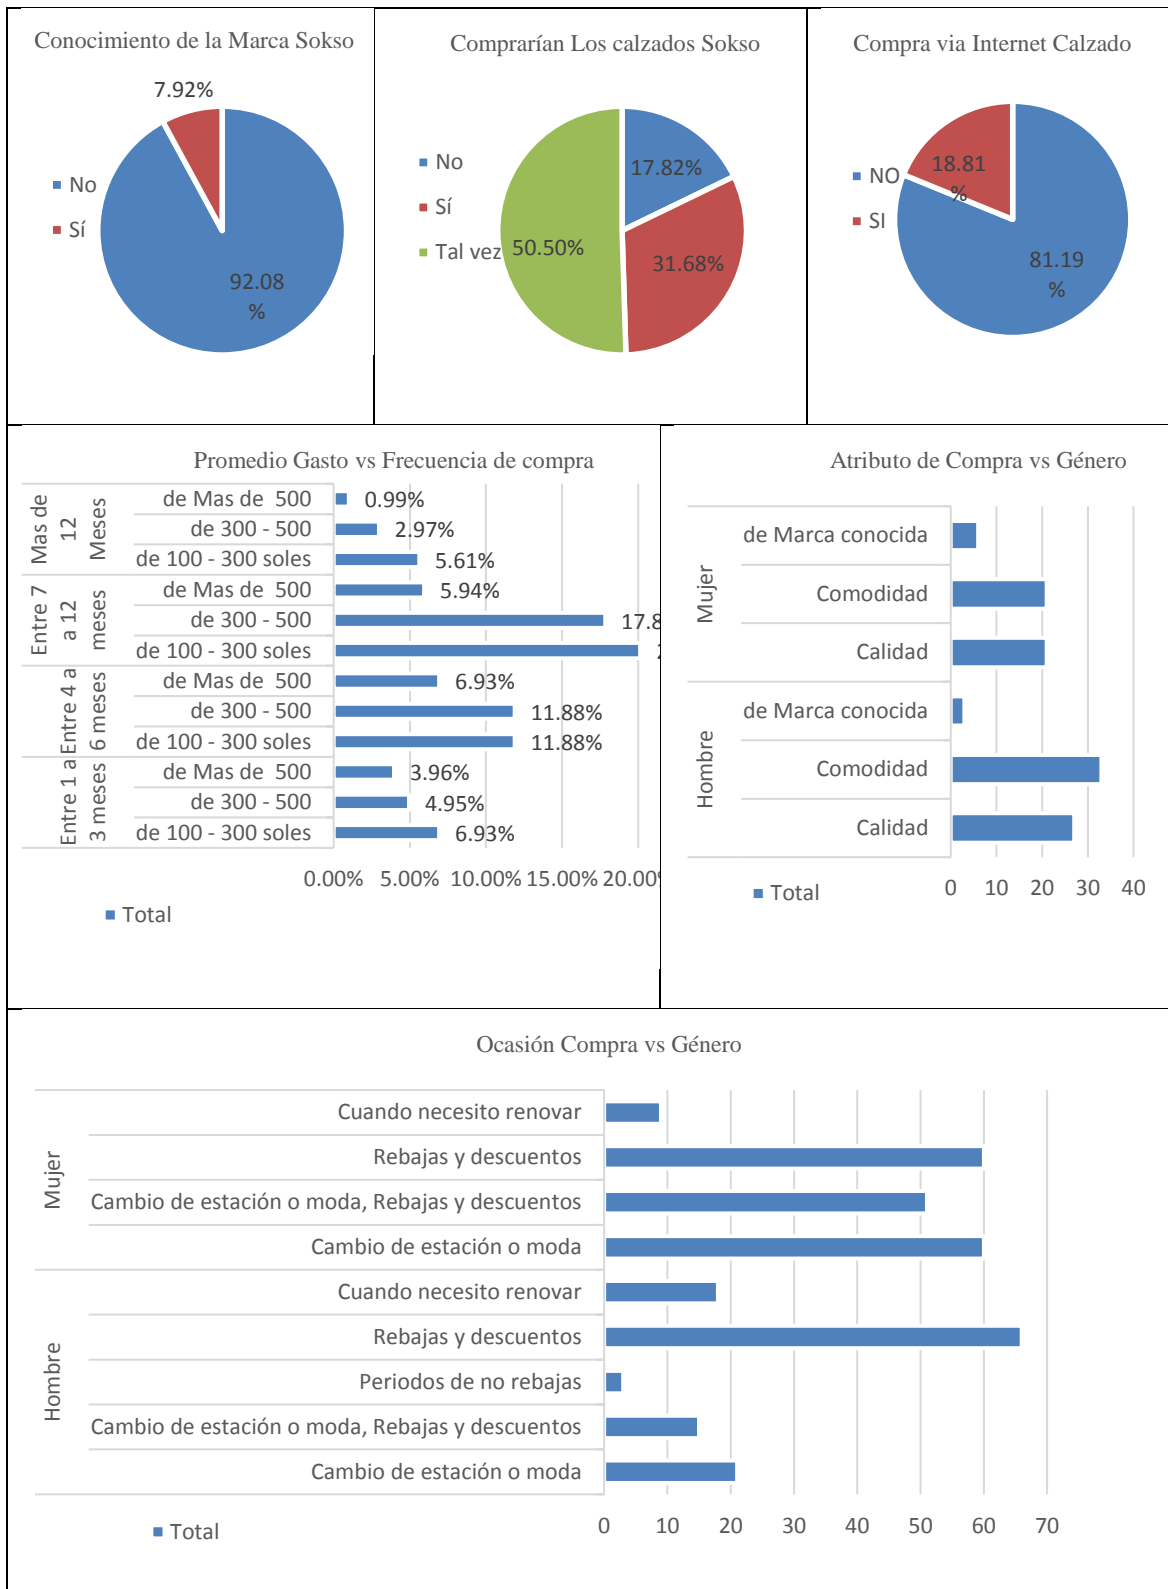 Conocimiento de la Marca Sokso
7.92%
No
Sí
92.08
%
Comprarían Los calzados Sokso
No
Sí
Tal vez
17.82%
50.50%
31.68%
Compra via Internet Calzado
NO
SI
18.81
%
81.19
%
Promedio Gasto vs Frecuencia de compra
Mas de
12
Meses
de Mas de 500
0.99%
de 300 - 500
2.97%
de 100 - 300 soles
5.61%
Entre 7
a 12
meses
de Mas de 500
5.94%
de 300 - 500
17.8
de 100 - 300 soles
Entre 4 a
6 meses
de Mas de 500
6.93%
de 300 - 500
11.88%
de 100 - 300 soles
11.88%
Entre 1 a
3 meses
de Mas de 500
3.96%
de 300 - 500
4.95%
de 100 - 300 soles
6.93%
0.00% 5.00% 10.00% 15.00% 20.00%
Total
Atributo de Compra vs Género
Mujer
de Marca conocida
Comodidad
Calidad
Hombre
de Marca conocida
Comodidad
Calidad
0 10 20 30 40
Total
Ocasión Compra vs Género
Mujer
Cuando necesito renovar
Rebajas y descuentos
Cambio de estación o moda, Rebajas y descuentos
Cambio de estación o moda
Hombre
Cuando necesito renovar
Rebajas y descuentos
Periodos de no rebajas
Cambio de estación o moda, Rebajas y descuentos
Cambio de estación o moda
0 10 20 30 40 50 60 70
Total